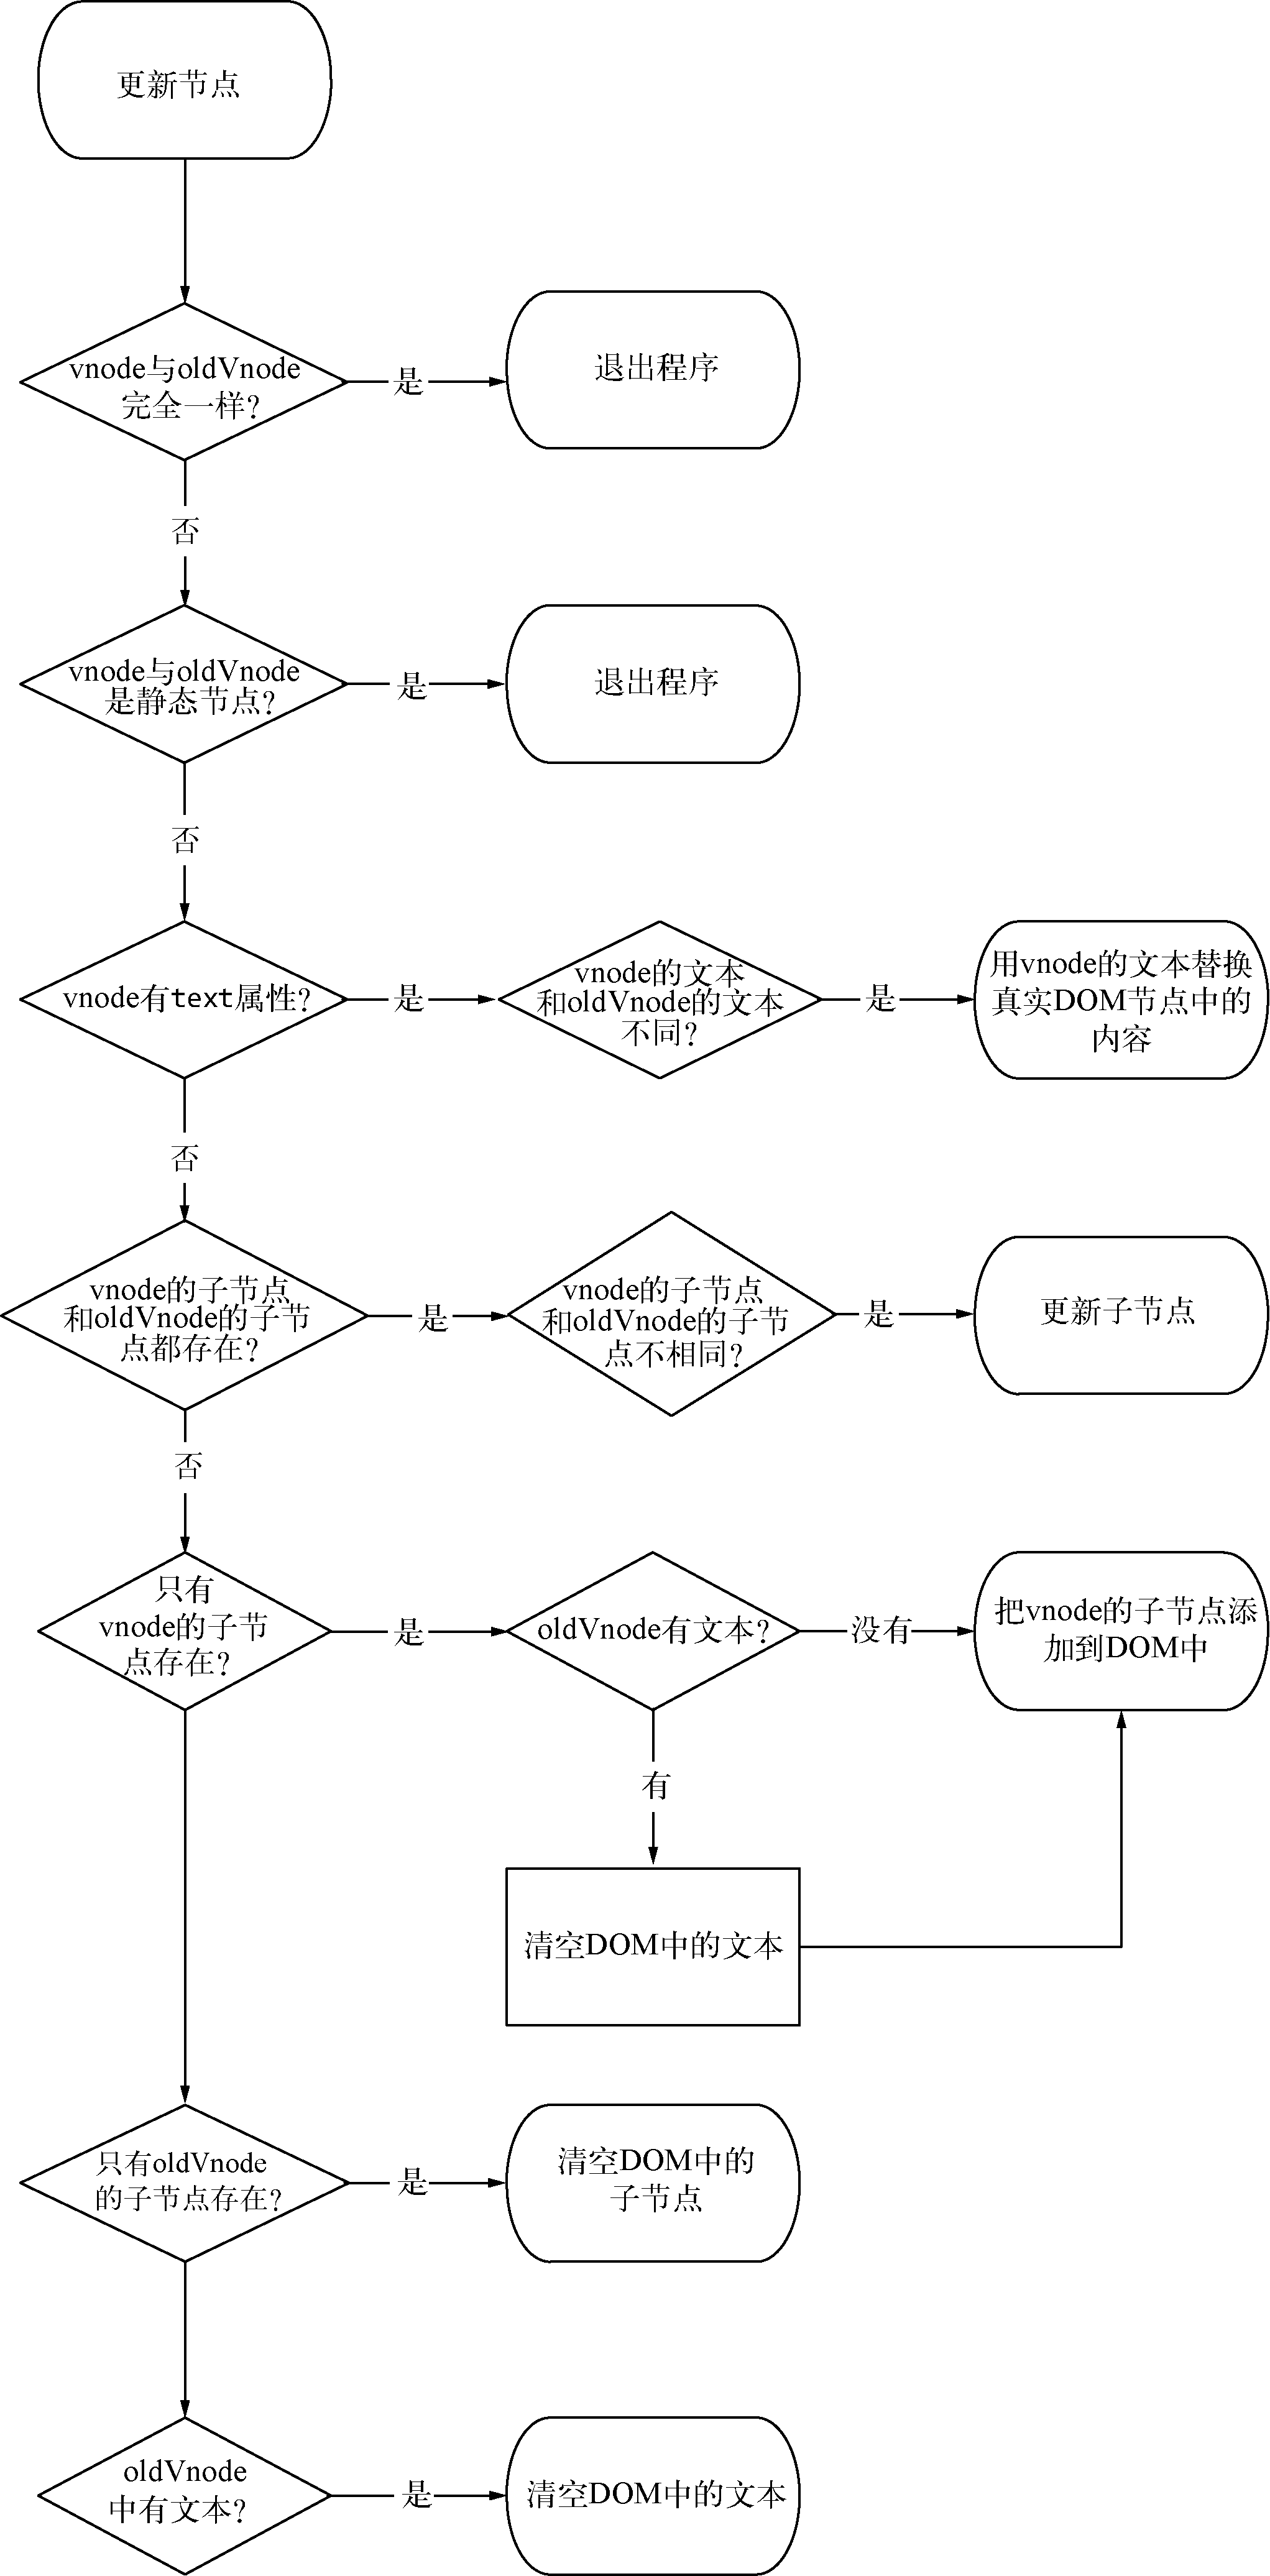 更新节点
vnode与oldVnode
完全一样?
是
退出程序
否
vnode与oldVnode
是静态节点?
是
退出程序
否
vnode有text属性?
是
vnode的文本
和oldVnode的文本
不同?
是
用vnode的文本替换
真实DOM节点中的
内容
否
vnode的子节点
和oldVnode的子节
点都存在?
是
vnode的子节点
和oldVnode的子节
点不相同?
是
更新子节点
否
只有
vnode的子节
点存在?
是
oldVnode有文本?
没有
把vnode的子节点添
加到DOM中
有
清空DOM中的文本
只有oldVnode
的子节点存在?
是
清空DOM中的
子节点
oldVnode
中有文本?
是
清空DOM中的文本